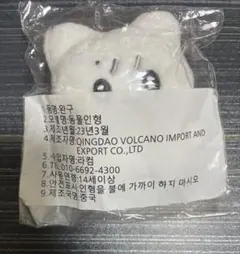 1.품명:완구
2.모델명:동물인형
3.제조년월:23년3월
4.제조자명:QINGDAO VOLCANO IMPORT AND
EXPORT CO.,LTD
5.수입자명:라컴
6.TEL:010-6692-4300
7.사용연령:14세이상
8.안전표시:인형을 불에 가까이 하지 마시오
9.제조국명:중국